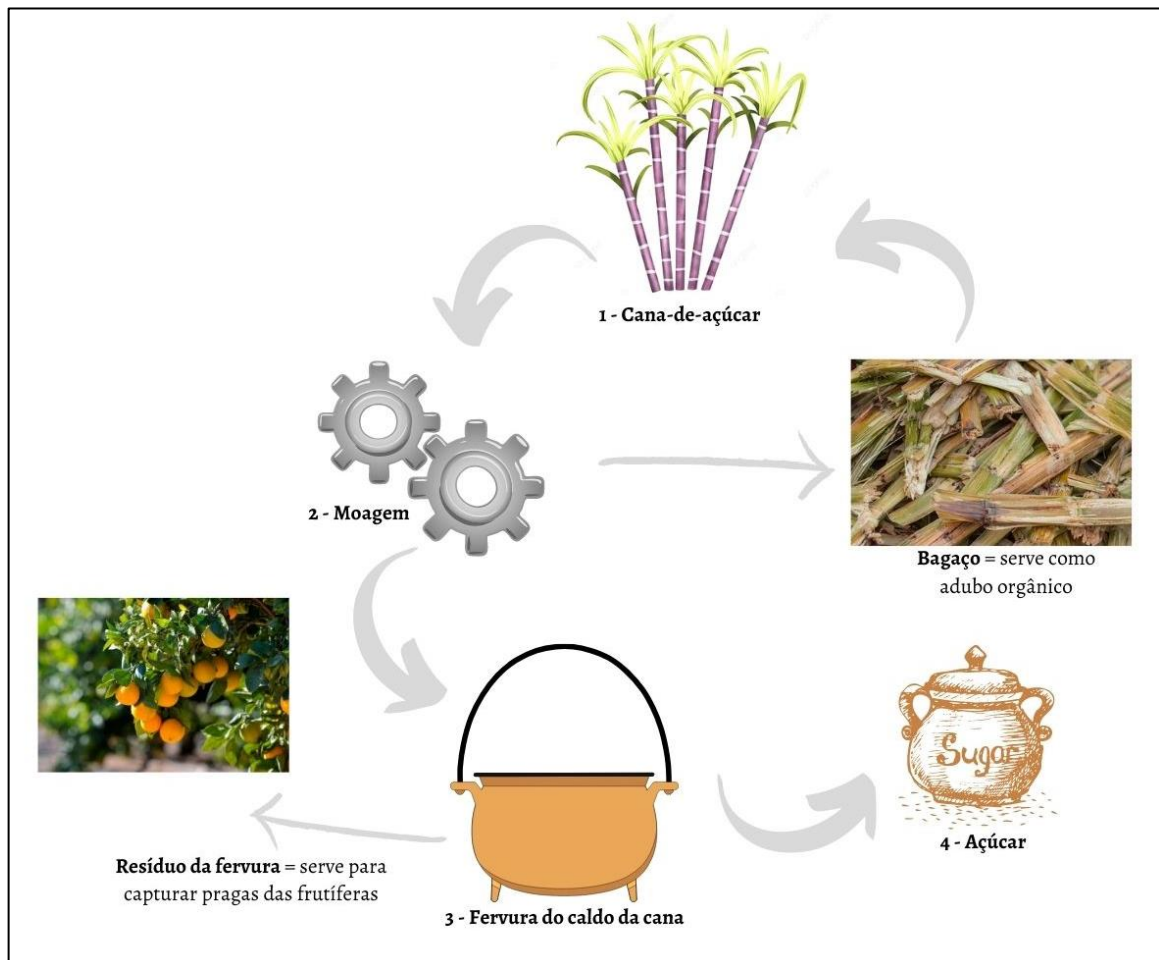 1 - Cana-de-açúcar
2 - Moagem
Bagaço = serve como
adubo orgânico
Sugar
4 - Açúcar
Resíduo da fervura = serve para
capturar pragas das frutíferas
3 - Fervura do caldo da cana